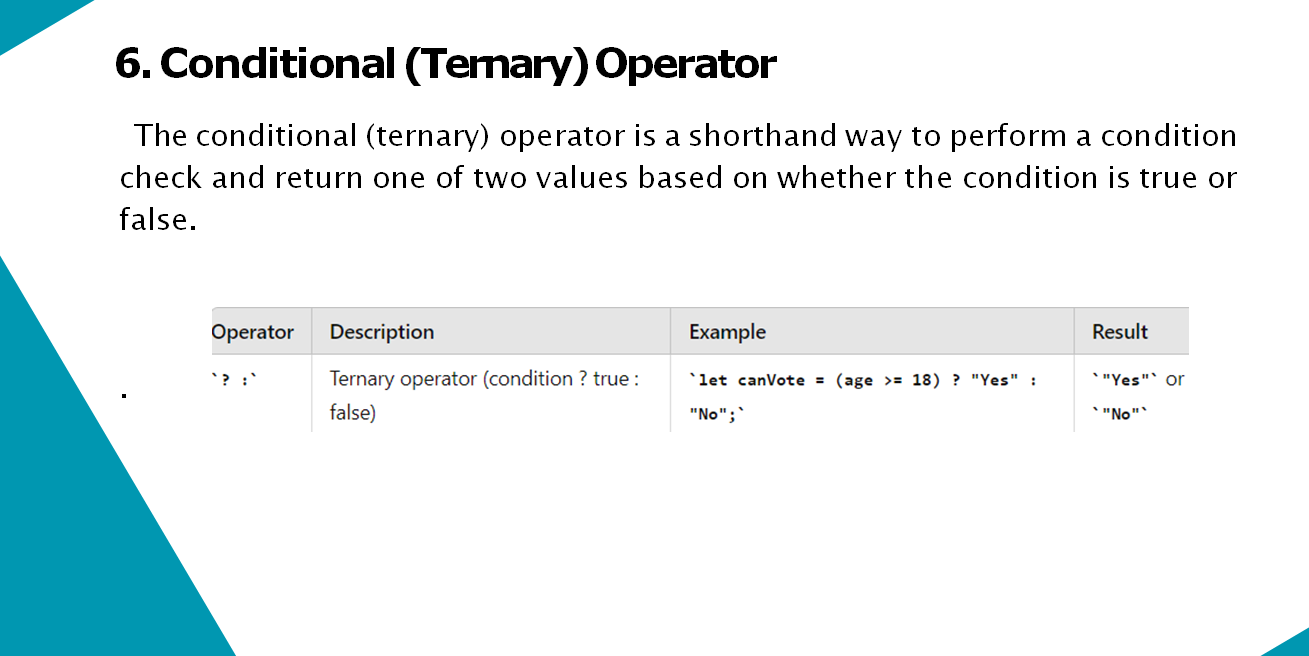 6. Conditional (Ternary) Operator
The conditional (ternary) operator is a shorthand way to perform a condition
check and return one of two values based on whether the condition is true or
false.
Operator Description Example Result
`? :` Ternary operator (condition ? true : `let canVote = (age >= 18) ? "Yes" : `"Yes"` or
false) "No";` `"No"`
.